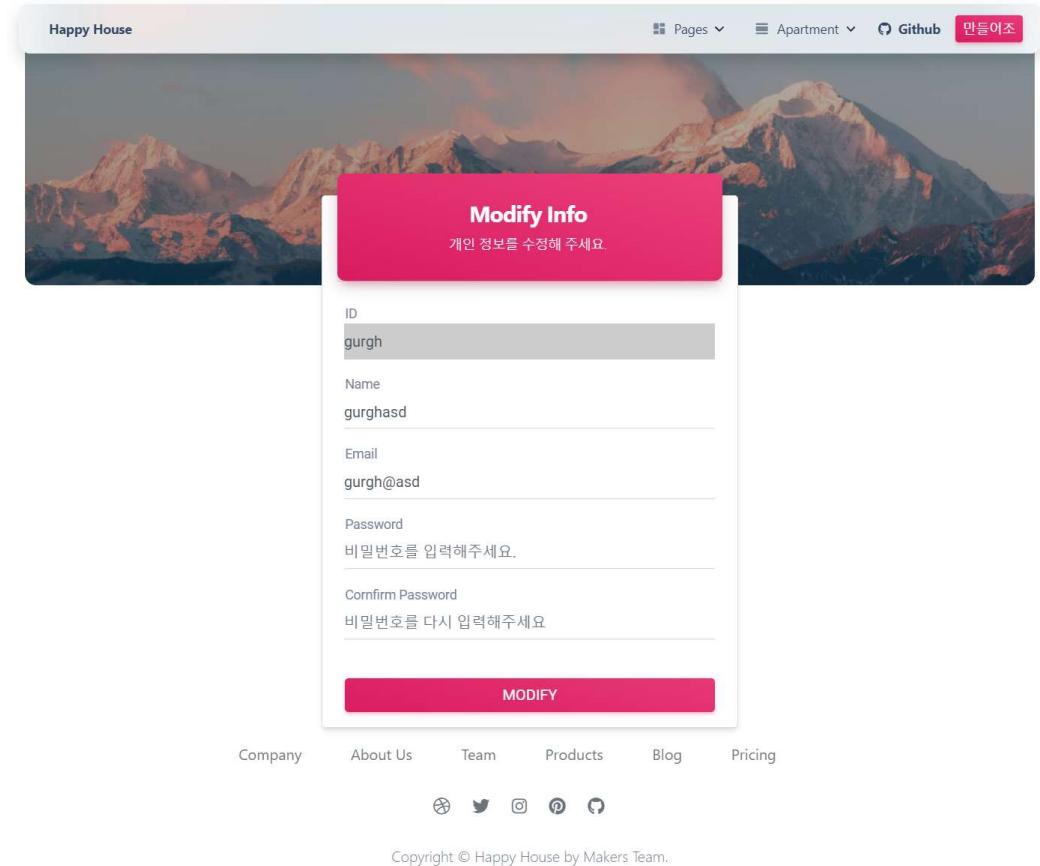 Happy House Pages Apartment Github 만들어조
Modify Info
개인 정보를 수정해 주세요.
ID
gurgh
Name
gurghasd
Email
gurgh@asd
Password
비밀번호를 입력해주세요.
Cornfirm Password
비밀번호를 다시 입력해주세요
MODIFY
Company About Us Team Products Blog Pricing
Copyright © Happy House by Makers Team.